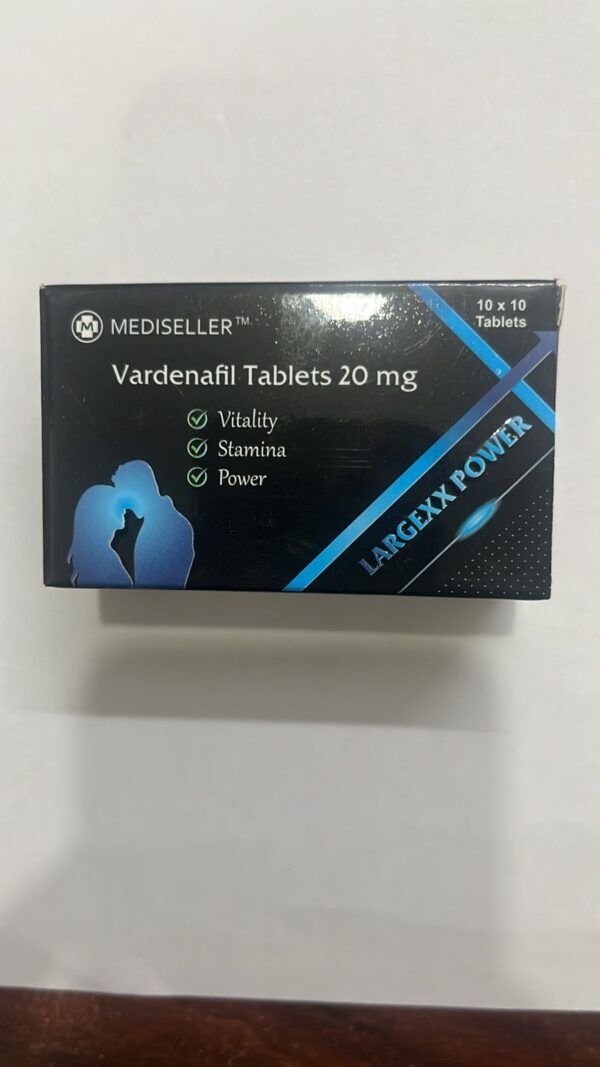 M MEDISELLER™
10 x 10
Tablets
Vardenafil Tablets 20 mg
Vitality
Stamina
Power
LARGEXX POWER